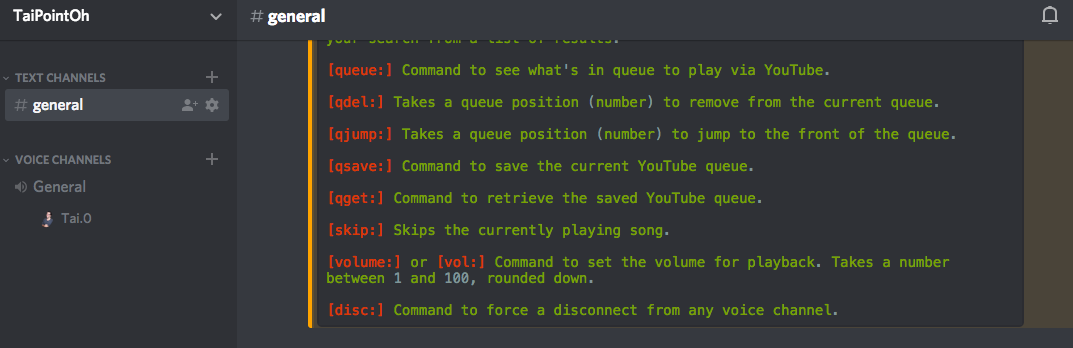 TaiPointOh
# general
TEXT CHANNELS
# general
VOICE CHANNELS
General
Tai.0
your search from a list of results.
[queue:] Command to see what's in queue to play via YouTube.
[qdel:] Takes a queue position (number) to remove from the current queue.
[qjump:] Takes a queue position (number) to jump to the front of the queue.
[qsave:] Command to save the current YouTube queue.
[qget:] Command to retrieve the saved YouTube queue.
[skip:] Skips the currently playing song.
[volume:] or [vol:] Command to set the volume for playback. Takes a number
between 1 and 100, rounded down.
[disc:] Command to force a disconnect from any voice channel.